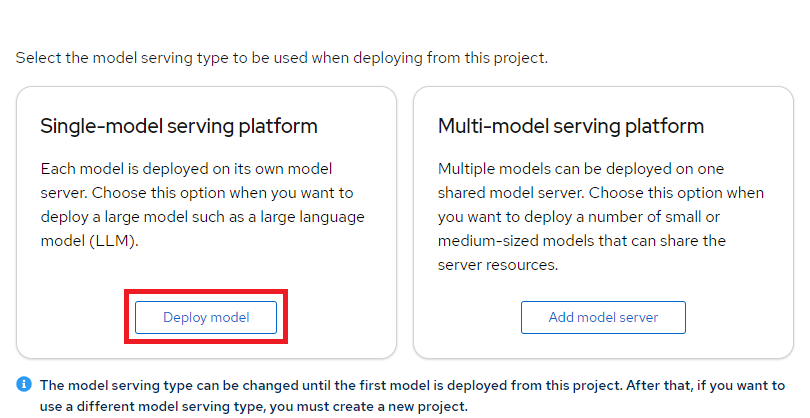 Select the model serving type to be used when deploying from this project.
Single-model serving platform
Each model is deployed on its own model
server. Choose this option when you want to
deploy a large model such as a large language
model (LLM).
Deploy model
Multi-model serving platform
Multiple models can be deployed on one
shared model server. Choose this option when
you want to deploy a number of small or
medium-sized models that can share the
server resources.
Add model server
The model serving type can be changed until the first model is deployed from this project. After that, if you want to
use a different model serving type, you must create a new project.